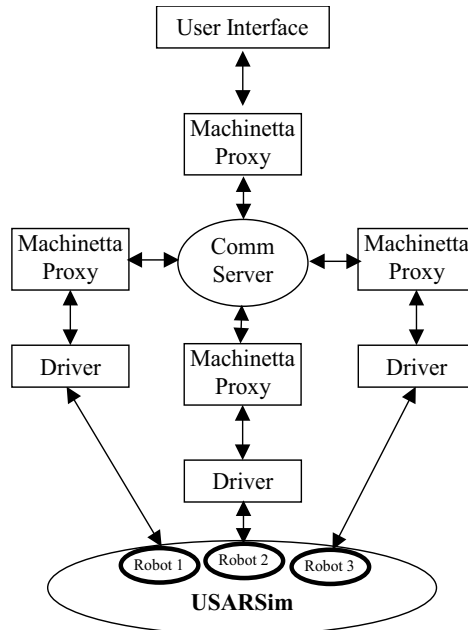 User Interface
Machinetta
Proxy
Comm
Server
Machinetta
Proxy
Machinetta
Proxy
Machinetta
Proxy
Driver
Driver
Driver
Robot 1
Robot 2
Robot 3
USARSim